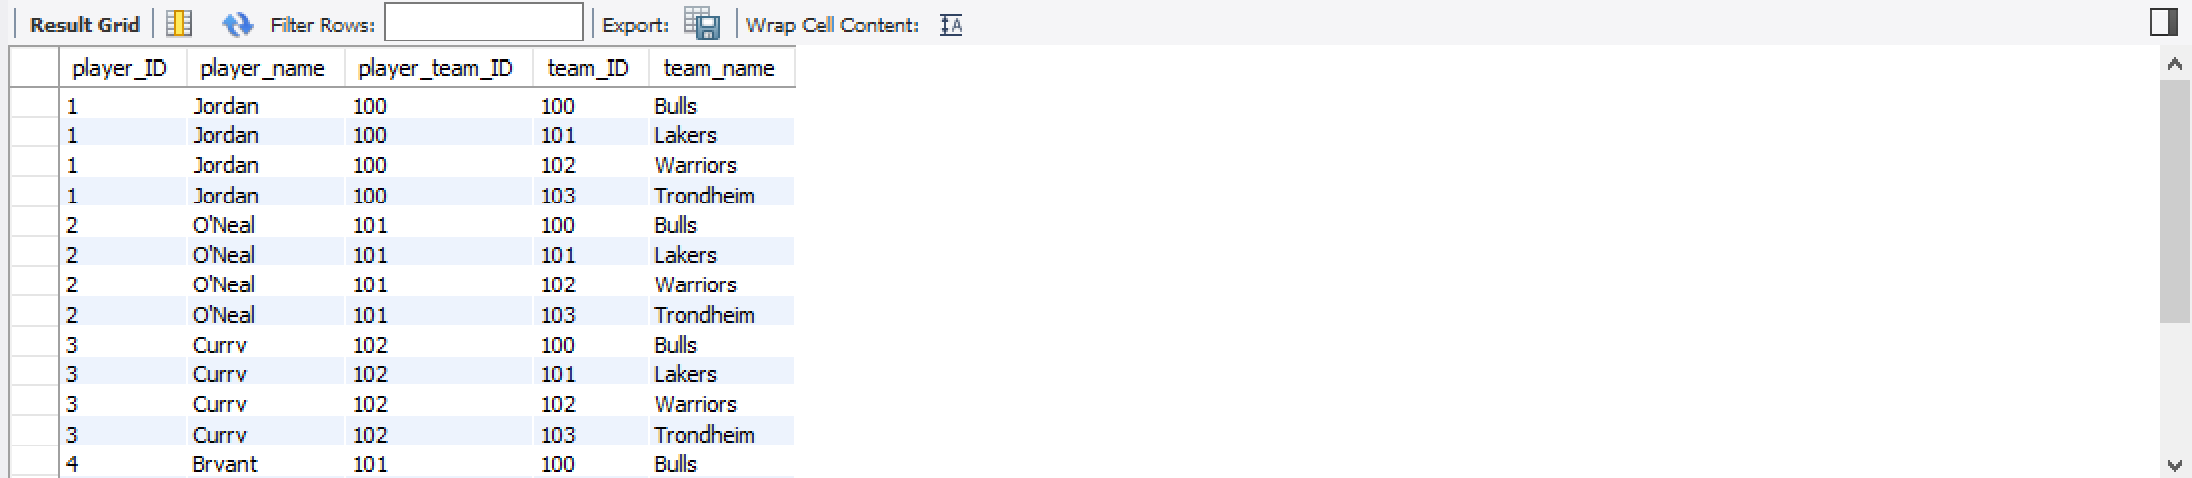 Result Grid Filter Rows: Export: Wrap Cell Content: A
player_ID player_name player_team_ID team_ID team_name
1 Jordan 100 100 Bulls
1 Jordan 100 101 Lakers
1 Jordan 100 102 Warriors
1 Jordan 100 103 Trondheim
2 O'Neal 101 100 Bulls
2 O'Neal 101 101 Lakers
2 O'Neal 101 102 Warriors
2 O'Neal 101 103 Trondheim
3 Curry 102 100 Bulls
3 Curry 102 101 Lakers
3 Curry 102 102 Warriors
3 Curry 102 103 Trondheim
4 Bryant 101 100 Bulls